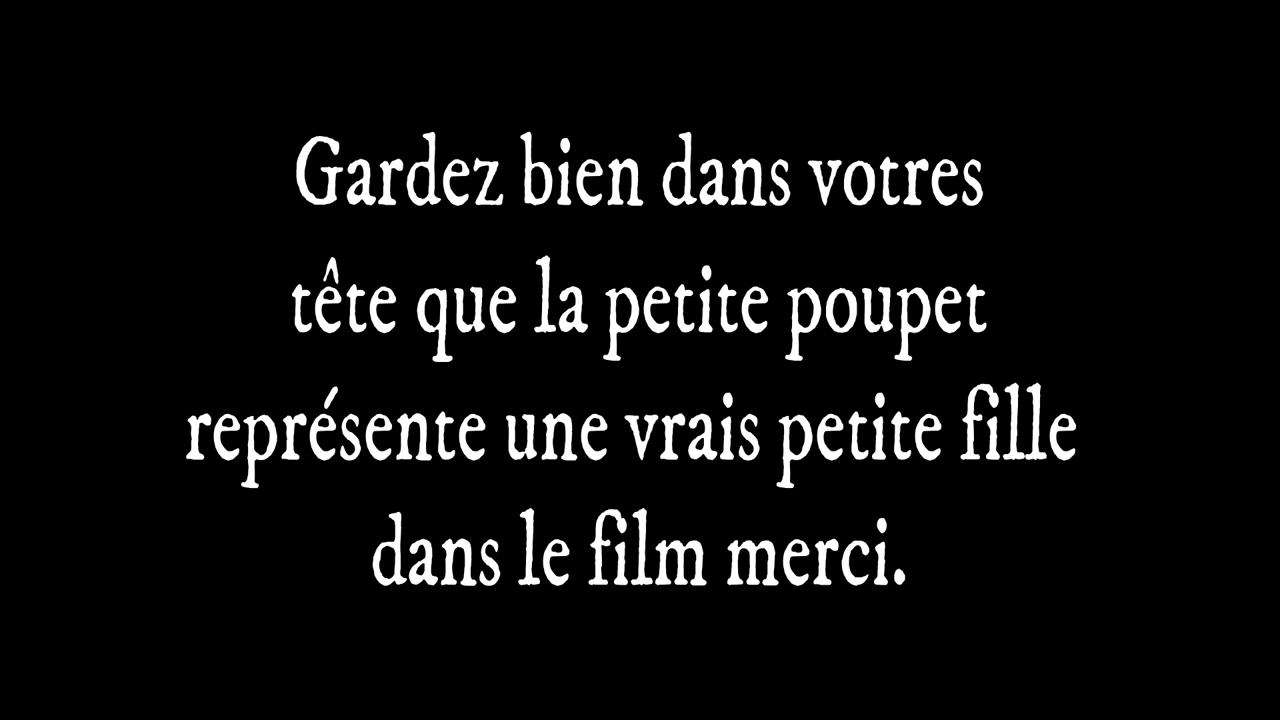 Gardez bien dans votres
tête que la petite poupet
représente une vrais petite fille
dans le film merci.